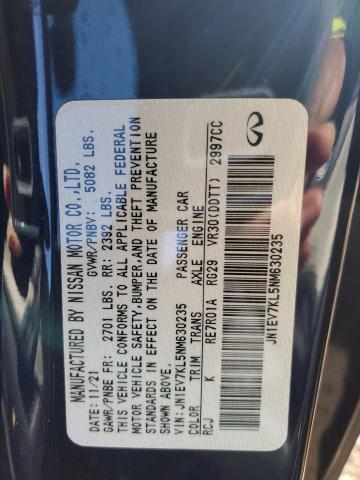 MANUFACTURED BY NISSAN MOTOR CO.,LTD.
DATE: 11/21 GVWR/PNBV: 5082 LBS.
GAWR/PNBE FR: 2701 LBS. RR: 2392 LBS.
THIS VEHICLE CONFORMS TO ALL APPLICABLE FEDERAL
MOTOR VEHICLE SAFETY,BUMPER,AND THEFT PREVENTION
STANDARDS IN EFFECT ON THE DATE OF MANUFACTURE
SHOWN ABOVE.
VIN: JN1EV7KL5NM630235 PASSENGER CAR
COLOR TRIM TRANS AXLE ENGINE
RCJ K RE7R01A RG29 VR30(DDTT) 2997CC
JN1EV7KL5NM630235